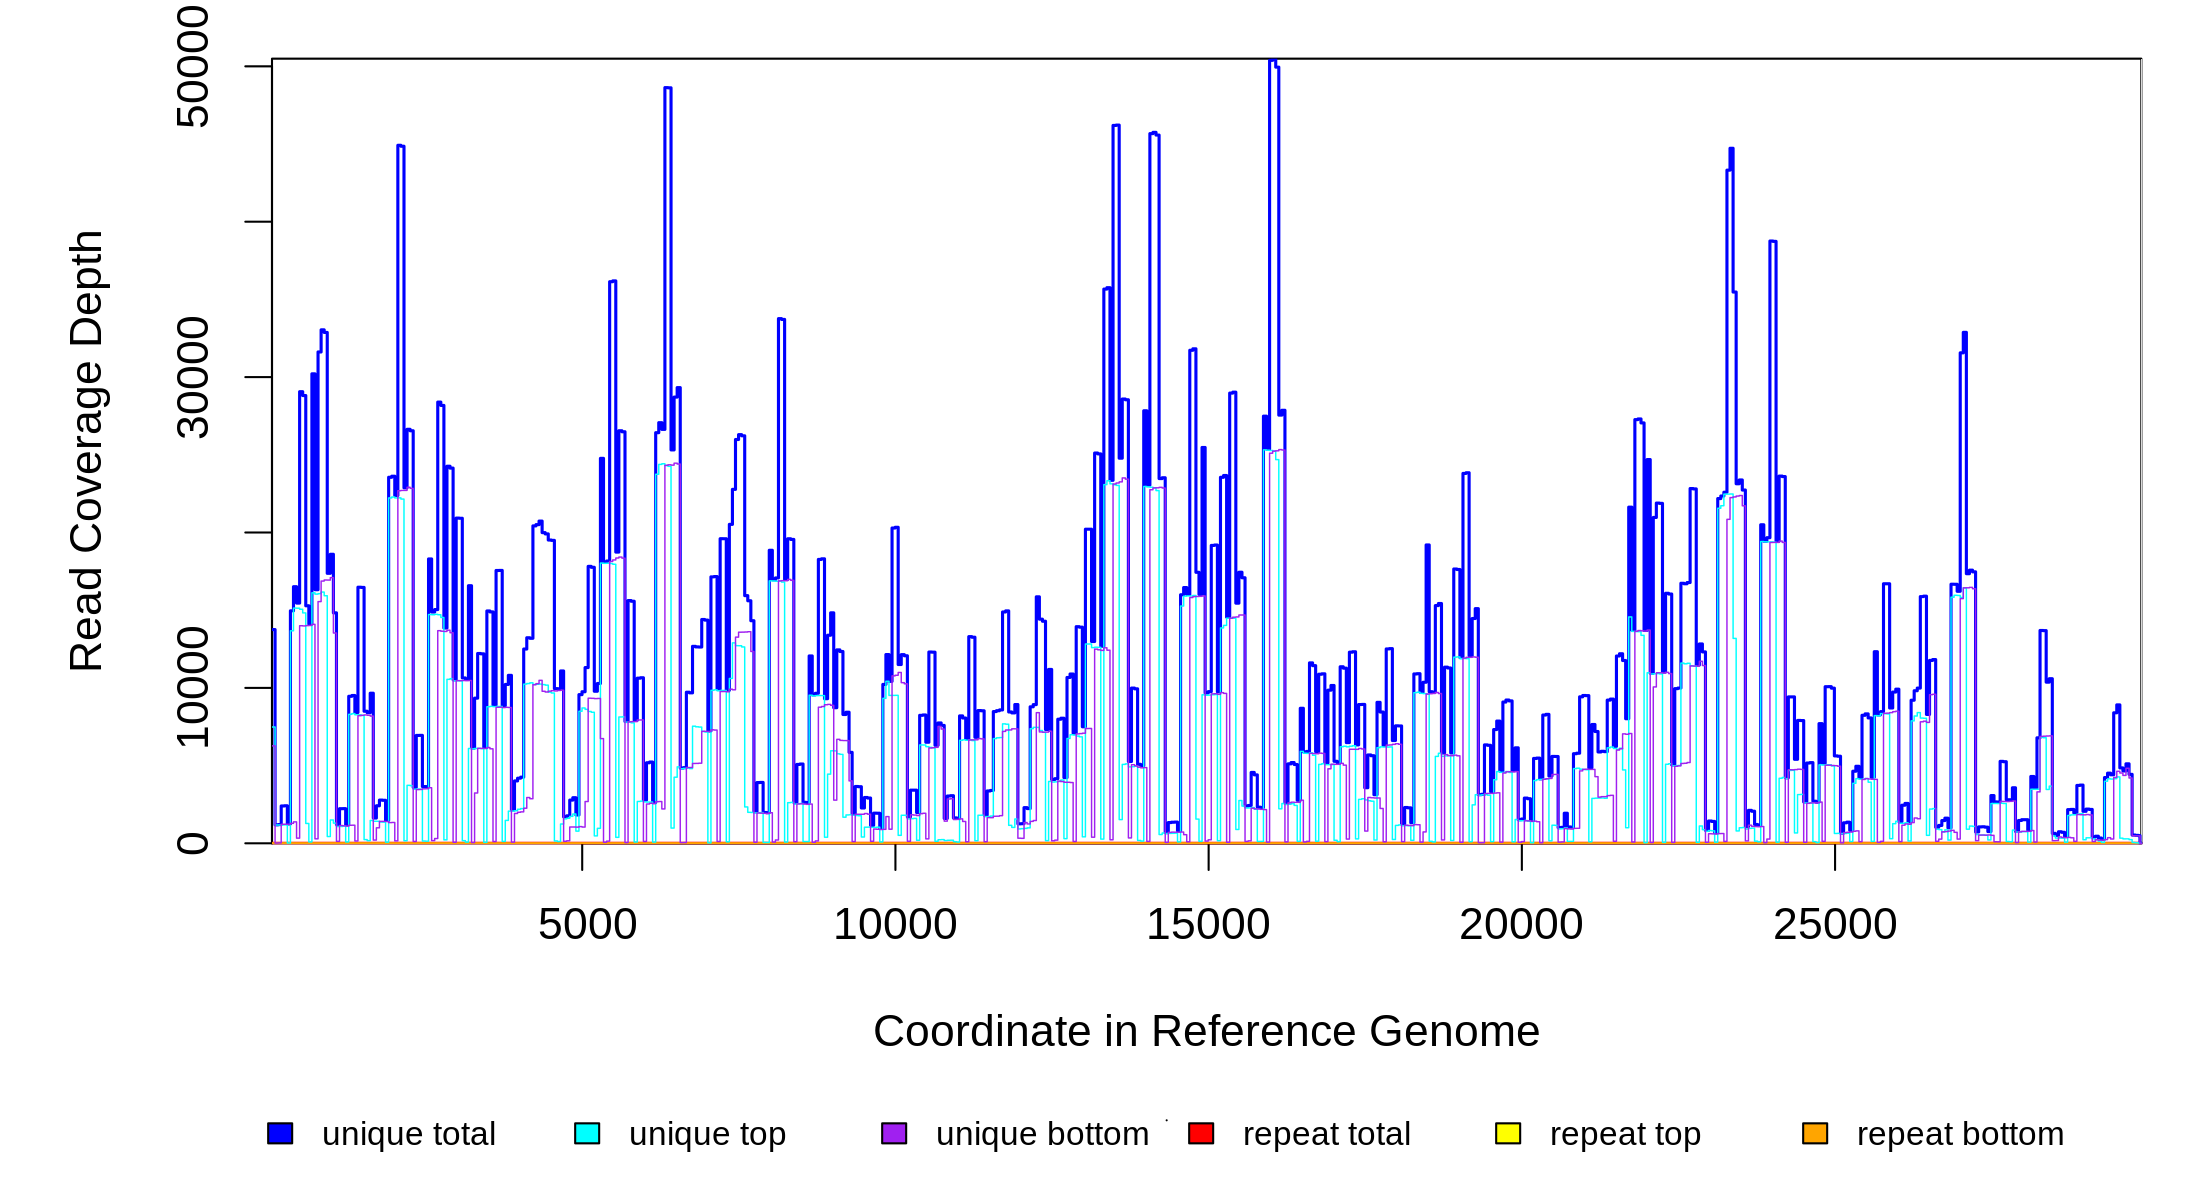 50000
30000
10000
0
Read Coverage Depth
5000 10000 15000 20000 25000
Coordinate in Reference Genome
unique total unique top unique bottom repeat total repeat top repeat bottom